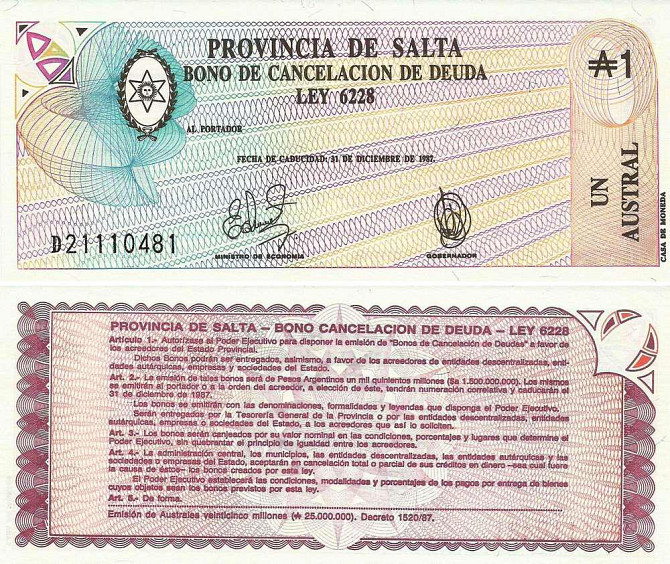 PROVINCIA DE SALTA
BONO DE CANCELACION DE DEUDA
LEY 6228
₳1
AL PORTADOR
FECHA DE CADUCIDAD: 31 DE DICIEMBRE DE 1987.
UN
AUSTRAL
CASA DE MONEDA
D21110481
MINISTRO DE ECONOMIA
GOBERNADOR
PROVINCIA DE SALTA – BONO CANCELACION DE DEUDA – LEY 6228
Artículo 1.- Autorízase al Poder Ejecutivo para disponer la emisión de "Bonos de Cancelación de Deudas" a favor de
los acreedores del Estado Provincial.
Dichos Bonos podrán ser entregados, asimismo, a favor de los acreedores de entidades descentralizadas, enti-
dades autárquicas, empresas y sociedades del Estado.
Art. 2.- La emisión de tales bonos será de Pesos Argentinos un mil quinientos millones ($a 1.500.000.000). Los mismos
se emitirán al portador o a la orden del acreedor, a elección de éste, tendrán numeración correlativa y caducarán el
31 de diciembre de 1987.
Los bonos se emitirán con las denominaciones, formalidades y leyendas que disponga el Poder Ejecutivo.
Serán entregados por la Tesorería General de la Provincia o por las entidades descentralizadas, entidades
autárquicas, empresas o sociedades del Estado, a los acreedores que así lo soliciten.
Art. 3.- Los bonos serán canjeados por su valor nominal en las condiciones, porcentajes y lugares que determine el
Poder Ejecutivo, sin quebrantar el principio de igualdad entre los acreedores.
Art. 4.- La administración central, los municipios, las entidades descentralizadas, las entidades autárquicas y las
sociedades o empresas del Estado, aceptarán en cancelación total o parcial de sus créditos en dinero –sea cual fuere
la causa de éstos– los bonos creados por esta ley.
El Poder Ejecutivo establecerá las condiciones, modalidades y porcentajes de los pagos por entrega de bienes
cuyos objetos sean los bonos previstos por esta ley.
Art. 5.- De forma.
Emisión de Australes veinticinco millones (₳ 25.000.000). Decreto 1520/87.